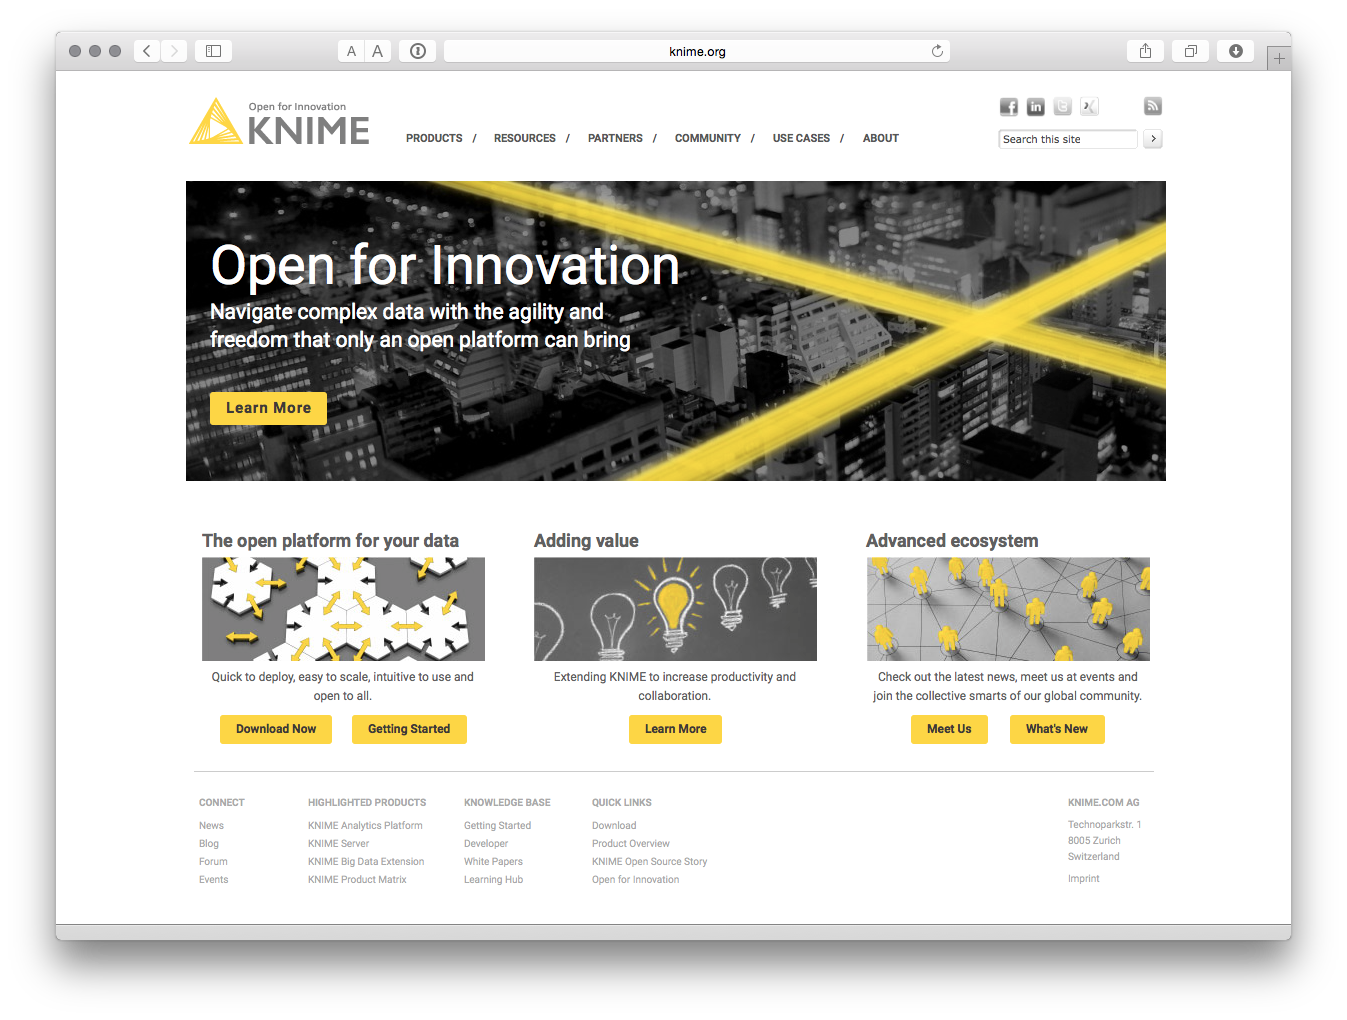 A A
knime.org
Open for Innovation
KNIME
PRODUCTS / RESOURCES / PARTNERS / COMMUNITY / USE CASES / ABOUT
Search this site
Open for Innovation
Navigate complex data with the agility and
freedom that only an open platform can bring
Learn More
The open platform for your data
Quick to deploy, easy to scale, intuitive to use and
open to all.
Download Now
Getting Started
Adding value
Extending KNIME to increase productivity and
collaboration.
Learn More
Advanced ecosystem
Check out the latest news, meet us at events and
join the collective smarts of our global community.
Meet Us
What's New
CONNECT
News
Blog
Forum
Events
HIGHLIGHTED PRODUCTS
KNIME Analytics Platform
KNIME Server
KNIME Big Data Extension
KNIME Product Matrix
KNOWLEDGE BASE
Getting Started
Developer
White Papers
Learning Hub
QUICK LINKS
Download
Product Overview
KNIME Open Source Story
Open for Innovation
KNIME.COM AG
Technoparkstr. 1
8005 Zurich
Switzerland
Imprint